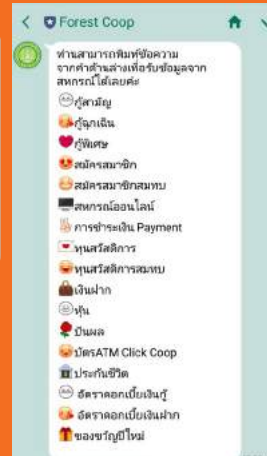 Forest Coop
ท่านสามารถพิมพ์ข้อความ
จากคำด้านล่างเพื่อรับข้อมูลจาก
สหกรณ์ได้เลยค่ะ
กู้สามัญ
กู้ฉุกเฉิน
กู้พิเศษ
สมัครสมาชิก
สมัครสมาชิกสมทบ
สหกรณ์ออนไลน์
การชำระเงิน Payment
ทุนสวัสดิการ
ทุนสวัสดิการสมทบ
เงินฝาก
หุ้น
ปันผล
บัตรATM Click Coop
ประกันชีวิต
อัตราดอกเบี้ยเงินกู้
อัตราดอกเบี้ยเงินฝาก
ของขวัญปีใหม่